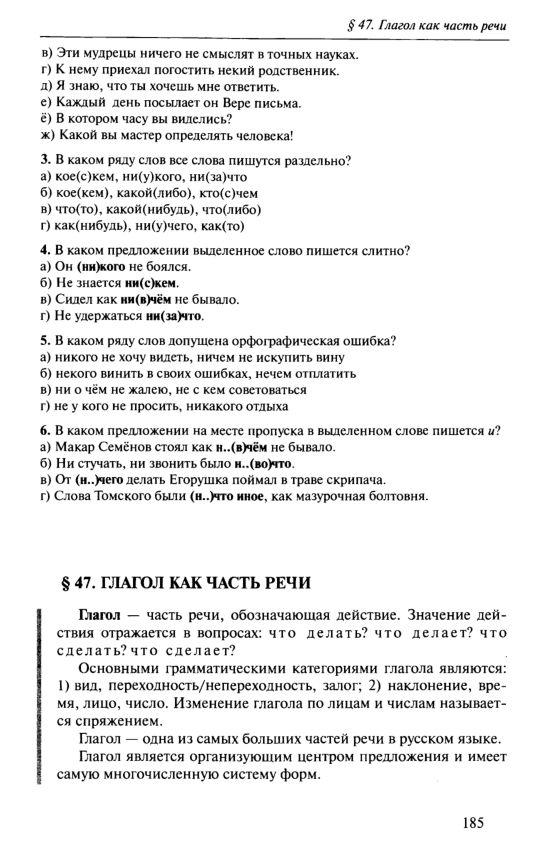 § 47. Глагол как часть речи
в) Эти мудрецы ничего не смыслят в точных науках.
г) К нему приехал погостить некий родственник.
д) Я знаю, что ты хочешь мне ответить.
е) Каждый день посылает он Вере письма.
ё) В котором часу вы виделись?
ж) Какой вы мастер определять человека!
3. В каком ряду слов все слова пишутся раздельно?
а) кое(с)кем, ни(у)кого, ни(за)что
б) кое(кем), какой(либо), кто(с)чем
в) что(то), какой(нибудь), что(либо)
г) как(нибудь), ни(у)чего, как(то)
4. В каком предложении выделенное слово пишется слитно?
а) Он (ни)кого не боялся.
б) Не знается ни(с)кем.
в) Сидел как ни(в)чём не бывало.
г) Не удержаться ни(за)что.
5. В каком ряду слов допущена орфографическая ошибка?
а) никого не хочу видеть, ничем не искупить вину
б) некого винить в своих ошибках, нечем отплатить
в) ни о чём не жалею, не с кем советоваться
г) не у кого не просить, никакого отдыха
6. В каком предложении на месте пропуска в выделенном слове пишется и?
а) Макар Семёнов стоял как н..(в)чём не бывало.
б) Ни стучать, ни звонить было н..(во)что.
в) От (н..)чего делать Егорушка поймал в траве скрипача.
г) Слова Томского были (н..)что иное, как мазурочная болтовня.
§ 47. ГЛАГОЛ КАК ЧАСТЬ РЕЧИ
Глагол — часть речи, обозначающая действие. Значение дей-
ствия отражается в вопросах: что делать? что делает? что
сделать? что сделает?
Основными грамматическими категориями глагола являются:
1) вид, переходность/непереходность, залог; 2) наклонение, вре-
мя, лицо, число. Изменение глагола по лицам и числам называет-
ся спряжением.
Глагол — одна из самых больших частей речи в русском языке.
Глагол является организующим центром предложения и имеет
самую многочисленную систему форм.
185